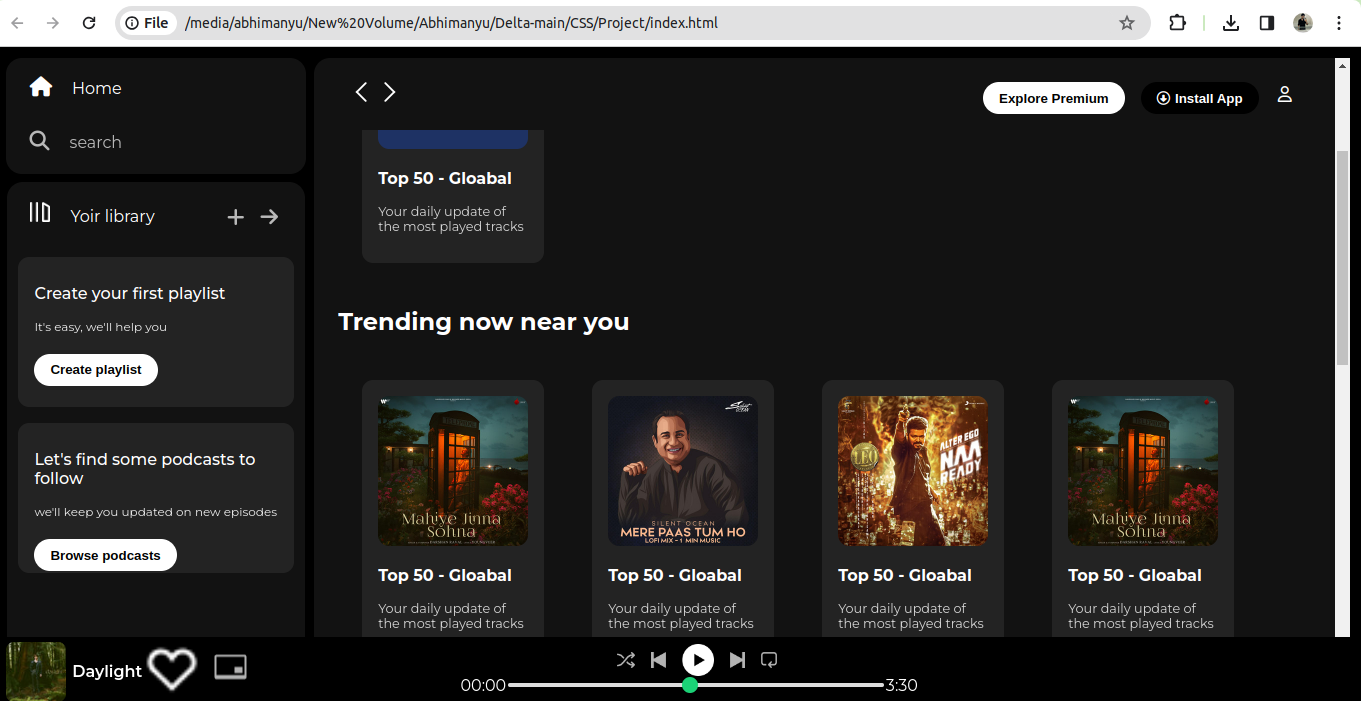 File /media/abhimanyu/New%20Volume/Abhimanyu/Delta-main/CSS/Project/index.html
Home
search
Yoir library
Create your first playlist
It's easy, we'll help you
Create playlist
Let's find some podcasts to
follow
we'll keep you updated on new episodes
Browse podcasts
Explore Premium
Install App
Top 50 - Gloabal
Your daily update of
the most played tracks
Trending now near you
Mahiye Jinna
Sohna
Top 50 - Gloabal
Your daily update of
the most played tracks
Silent
OCEAN
SILENT OCEAN
MERE PAAS TUM HO
LOFI MIX - 1 MIN MUSIC
Top 50 - Gloabal
Your daily update of
the most played tracks
LEO
ALTER EGO
NAA
READY
Top 50 - Gloabal
Your daily update of
the most played tracks
Mahiye Jinna
Sohna
Top 50 - Gloabal
Your daily update of
the most played tracks
Daylight
00:00
3:30